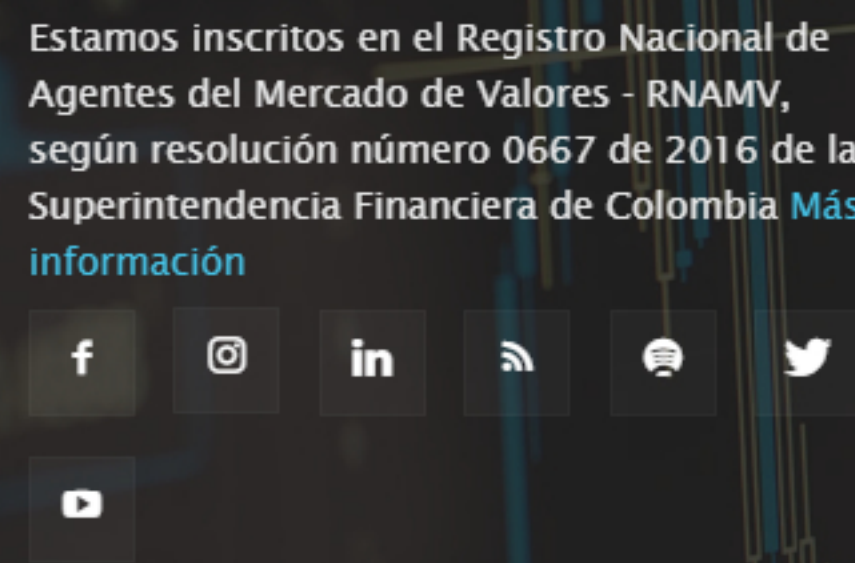 Estamos inscritos en el Registro Nacional de
Agentes del Mercado de Valores - RNAMV,
según resolución número 0667 de 2016 de la
Superintendencia Financiera de Colombia Más
información